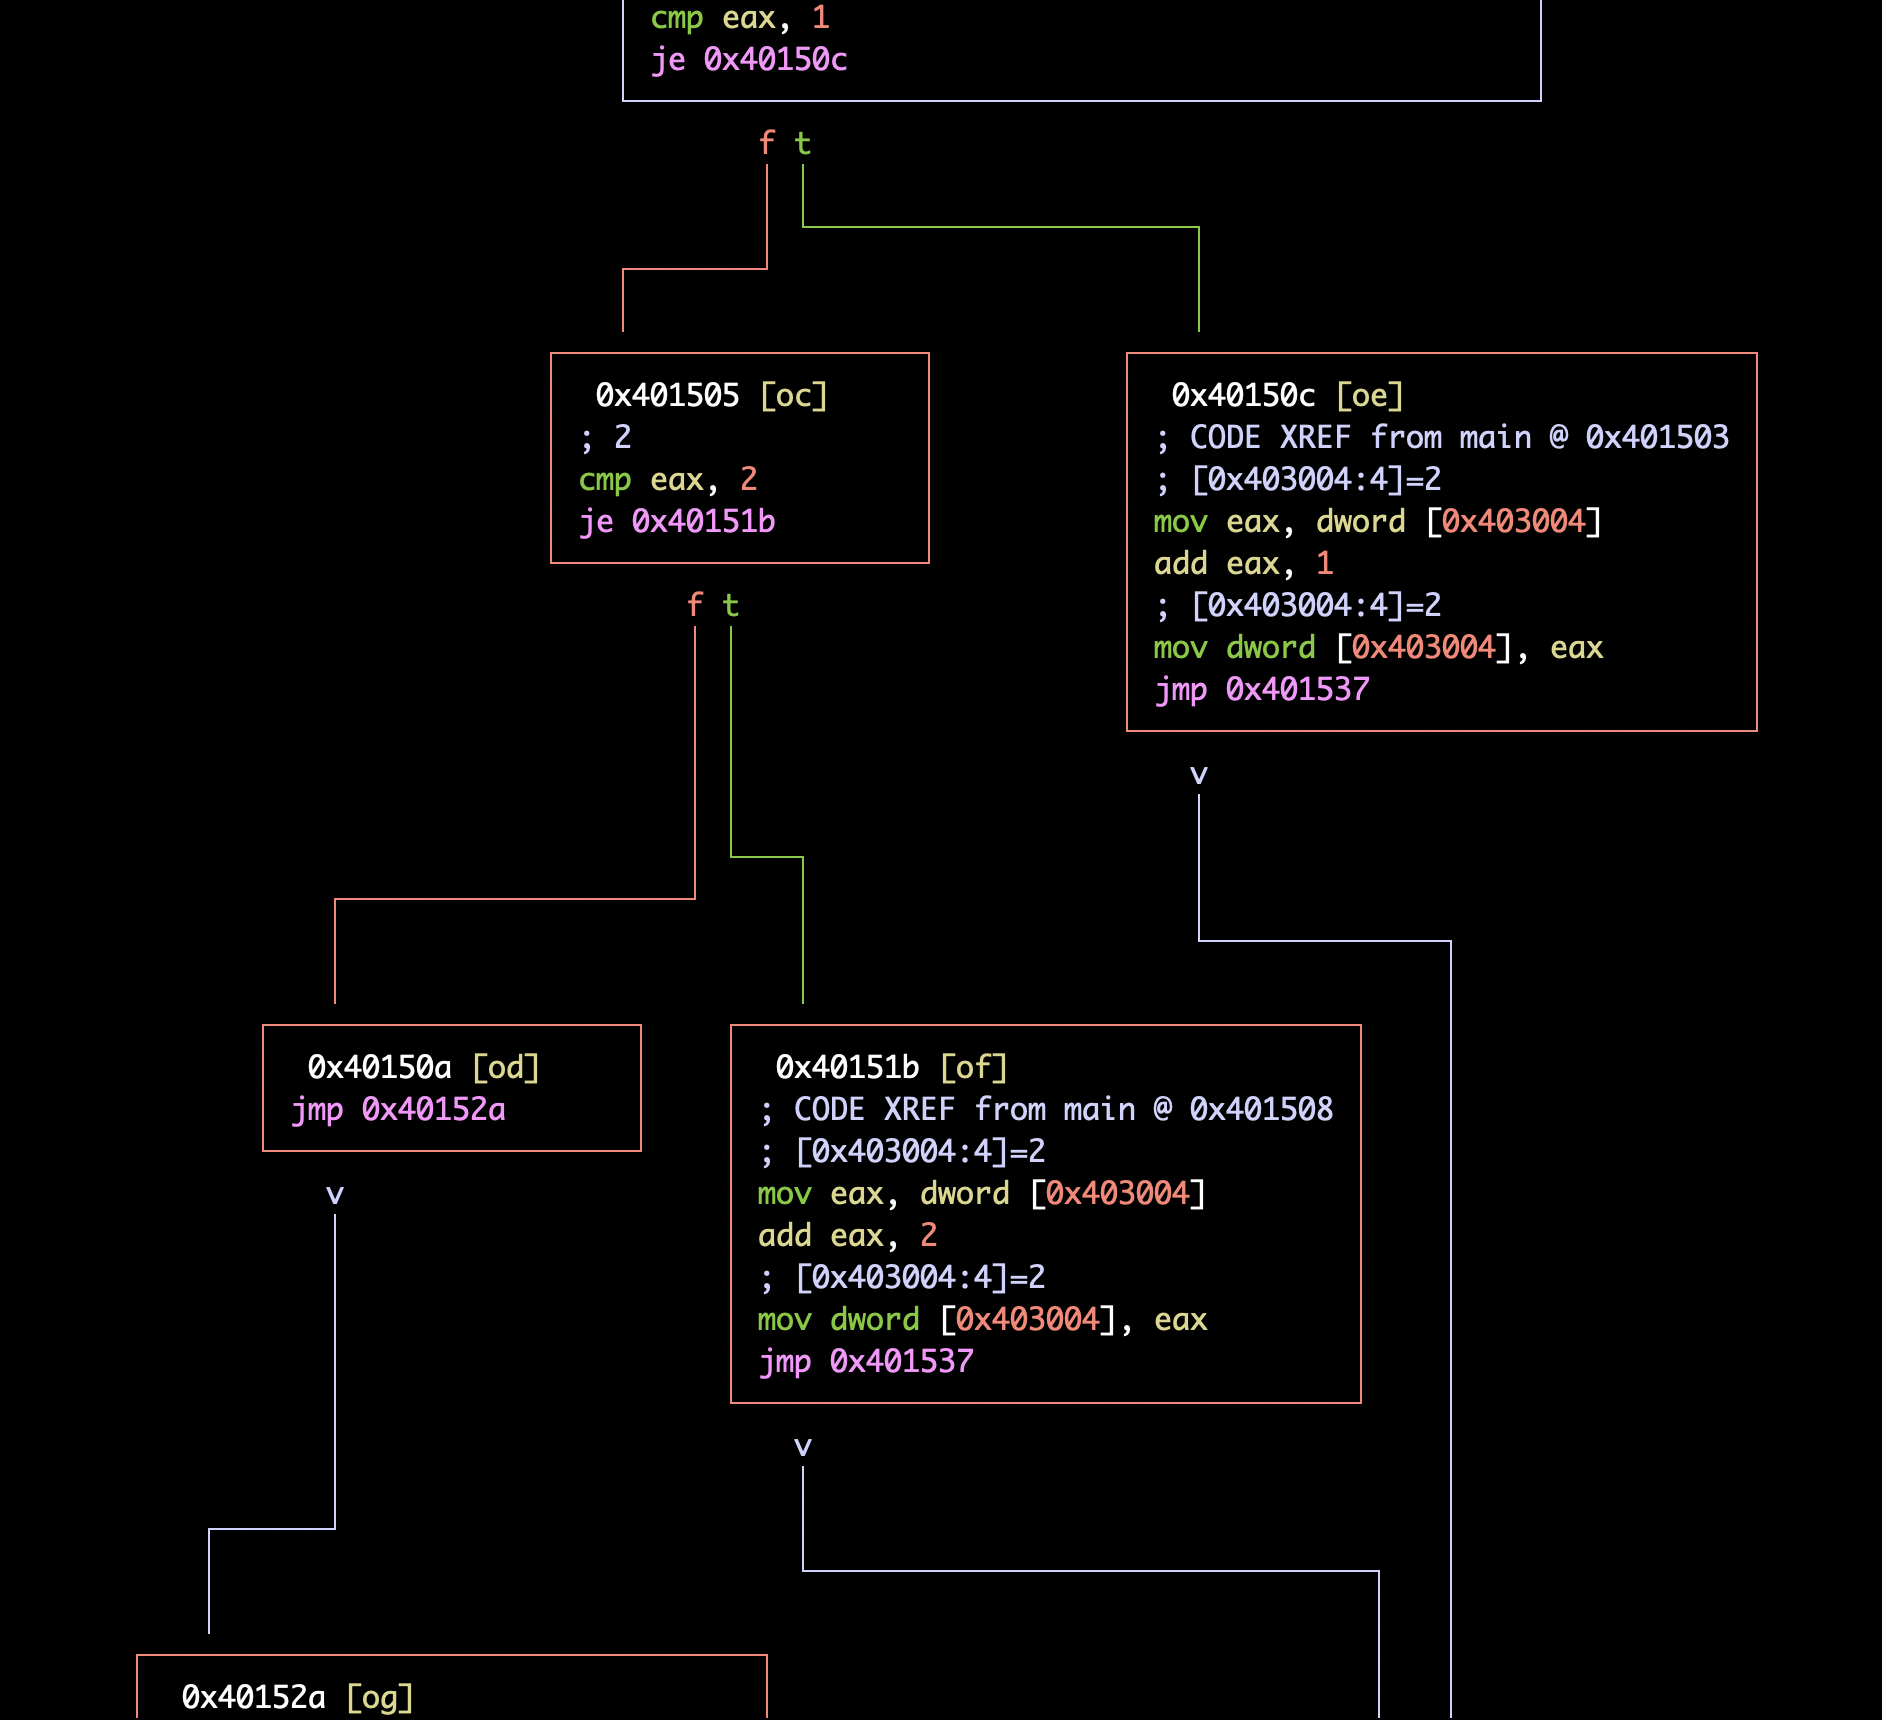 cmp eax, 1
je 0x40150c
f t
0x401505 [oc]
; 2
cmp eax, 2
je 0x40151b
f t
0x40150c [oe]
; CODE XREF from main @ 0x401503
; [0x403004:4]=2
mov eax, dword [0x403004]
add eax, 1
; [0x403004:4]=2
mov dword [0x403004], eax
jmp 0x401537
v
0x40150a [od]
jmp 0x40152a
v
0x40151b [of]
; CODE XREF from main @ 0x401508
; [0x403004:4]=2
mov eax, dword [0x403004]
add eax, 2
; [0x403004:4]=2
mov dword [0x403004], eax
jmp 0x401537
v
0x40152a [og]